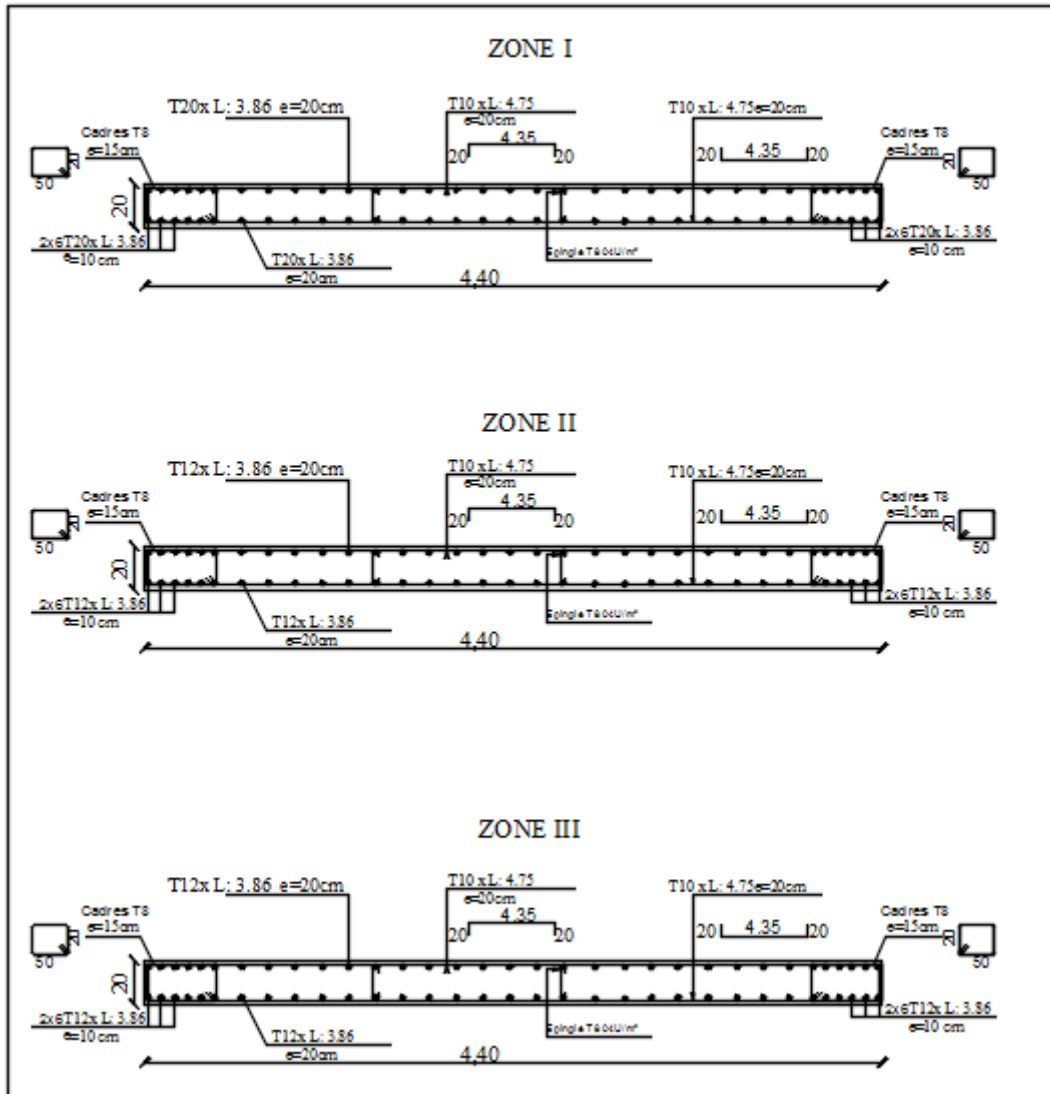 ZONE I
T20x L: 3.86 e=20cm
T10 x L: 4.75
e=20cm
T10 x L: 4.75e=20cm
Cadres T8
e=15cm
20
50
20 4.35 20
20 4.35 20
Cadres T8
e=15cm
20
50
20
2x6T20x L: 3.86
e=10 cm
T20x L: 3.86
e=20cm
Epingle T8
2x6T20x L: 3.86
e=10 cm
4,40
ZONE II
T12x L: 3.86 e=20cm
T10 x L: 4.75
e=20cm
T10 x L: 4.75e=20cm
Cadres T8
e=15cm
20
50
20 4.35 20
20 4.35 20
Cadres T8
e=15cm
20
50
20
2x6T12x L: 3.86
e=10 cm
T12x L: 3.86
e=20cm
Epingle T8
2x6T12x L: 3.86
e=10 cm
4,40
ZONE III
T12x L: 3.86 e=20cm
T10 x L: 4.75
e=20cm
T10 x L: 4.75e=20cm
Cadres T8
e=15cm
20
50
20 4.35 20
20 4.35 20
Cadres T8
e=15cm
20
50
20
2x6T12x L: 3.86
e=10 cm
T12x L: 3.86
e=20cm
Epingle T8
2x6T12x L: 3.86
e=10 cm
4,40